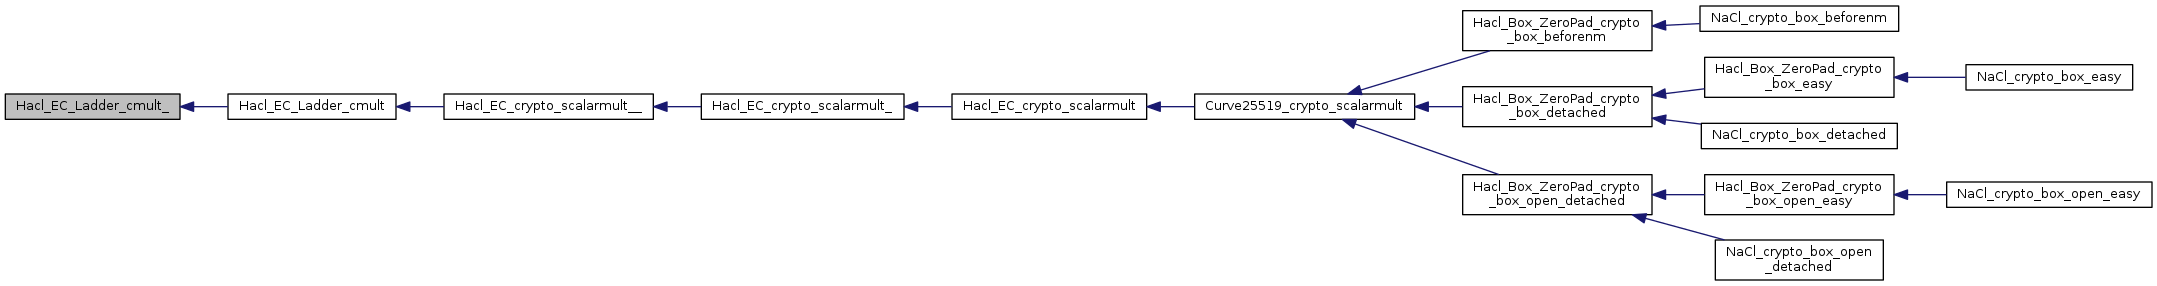 Hacl_EC_Ladder_cmult_
Hacl_EC_Ladder_cmult
Hacl_EC_crypto_scalarmult__
Hacl_EC_crypto_scalarmult_
Hacl_EC_crypto_scalarmult
Curve25519_crypto_scalarmult
Hacl_Box_ZeroPad_crypto
_box_beforenm
NaCl_crypto_box_beforenm
Hacl_Box_ZeroPad_crypto
_box_detached
Hacl_Box_ZeroPad_crypto
_box_easy
NaCl_crypto_box_easy
NaCl_crypto_box_detached
Hacl_Box_ZeroPad_crypto
_box_open_detached
Hacl_Box_ZeroPad_crypto
_box_open_easy
NaCl_crypto_box_open_easy
NaCl_crypto_box_open
_detached